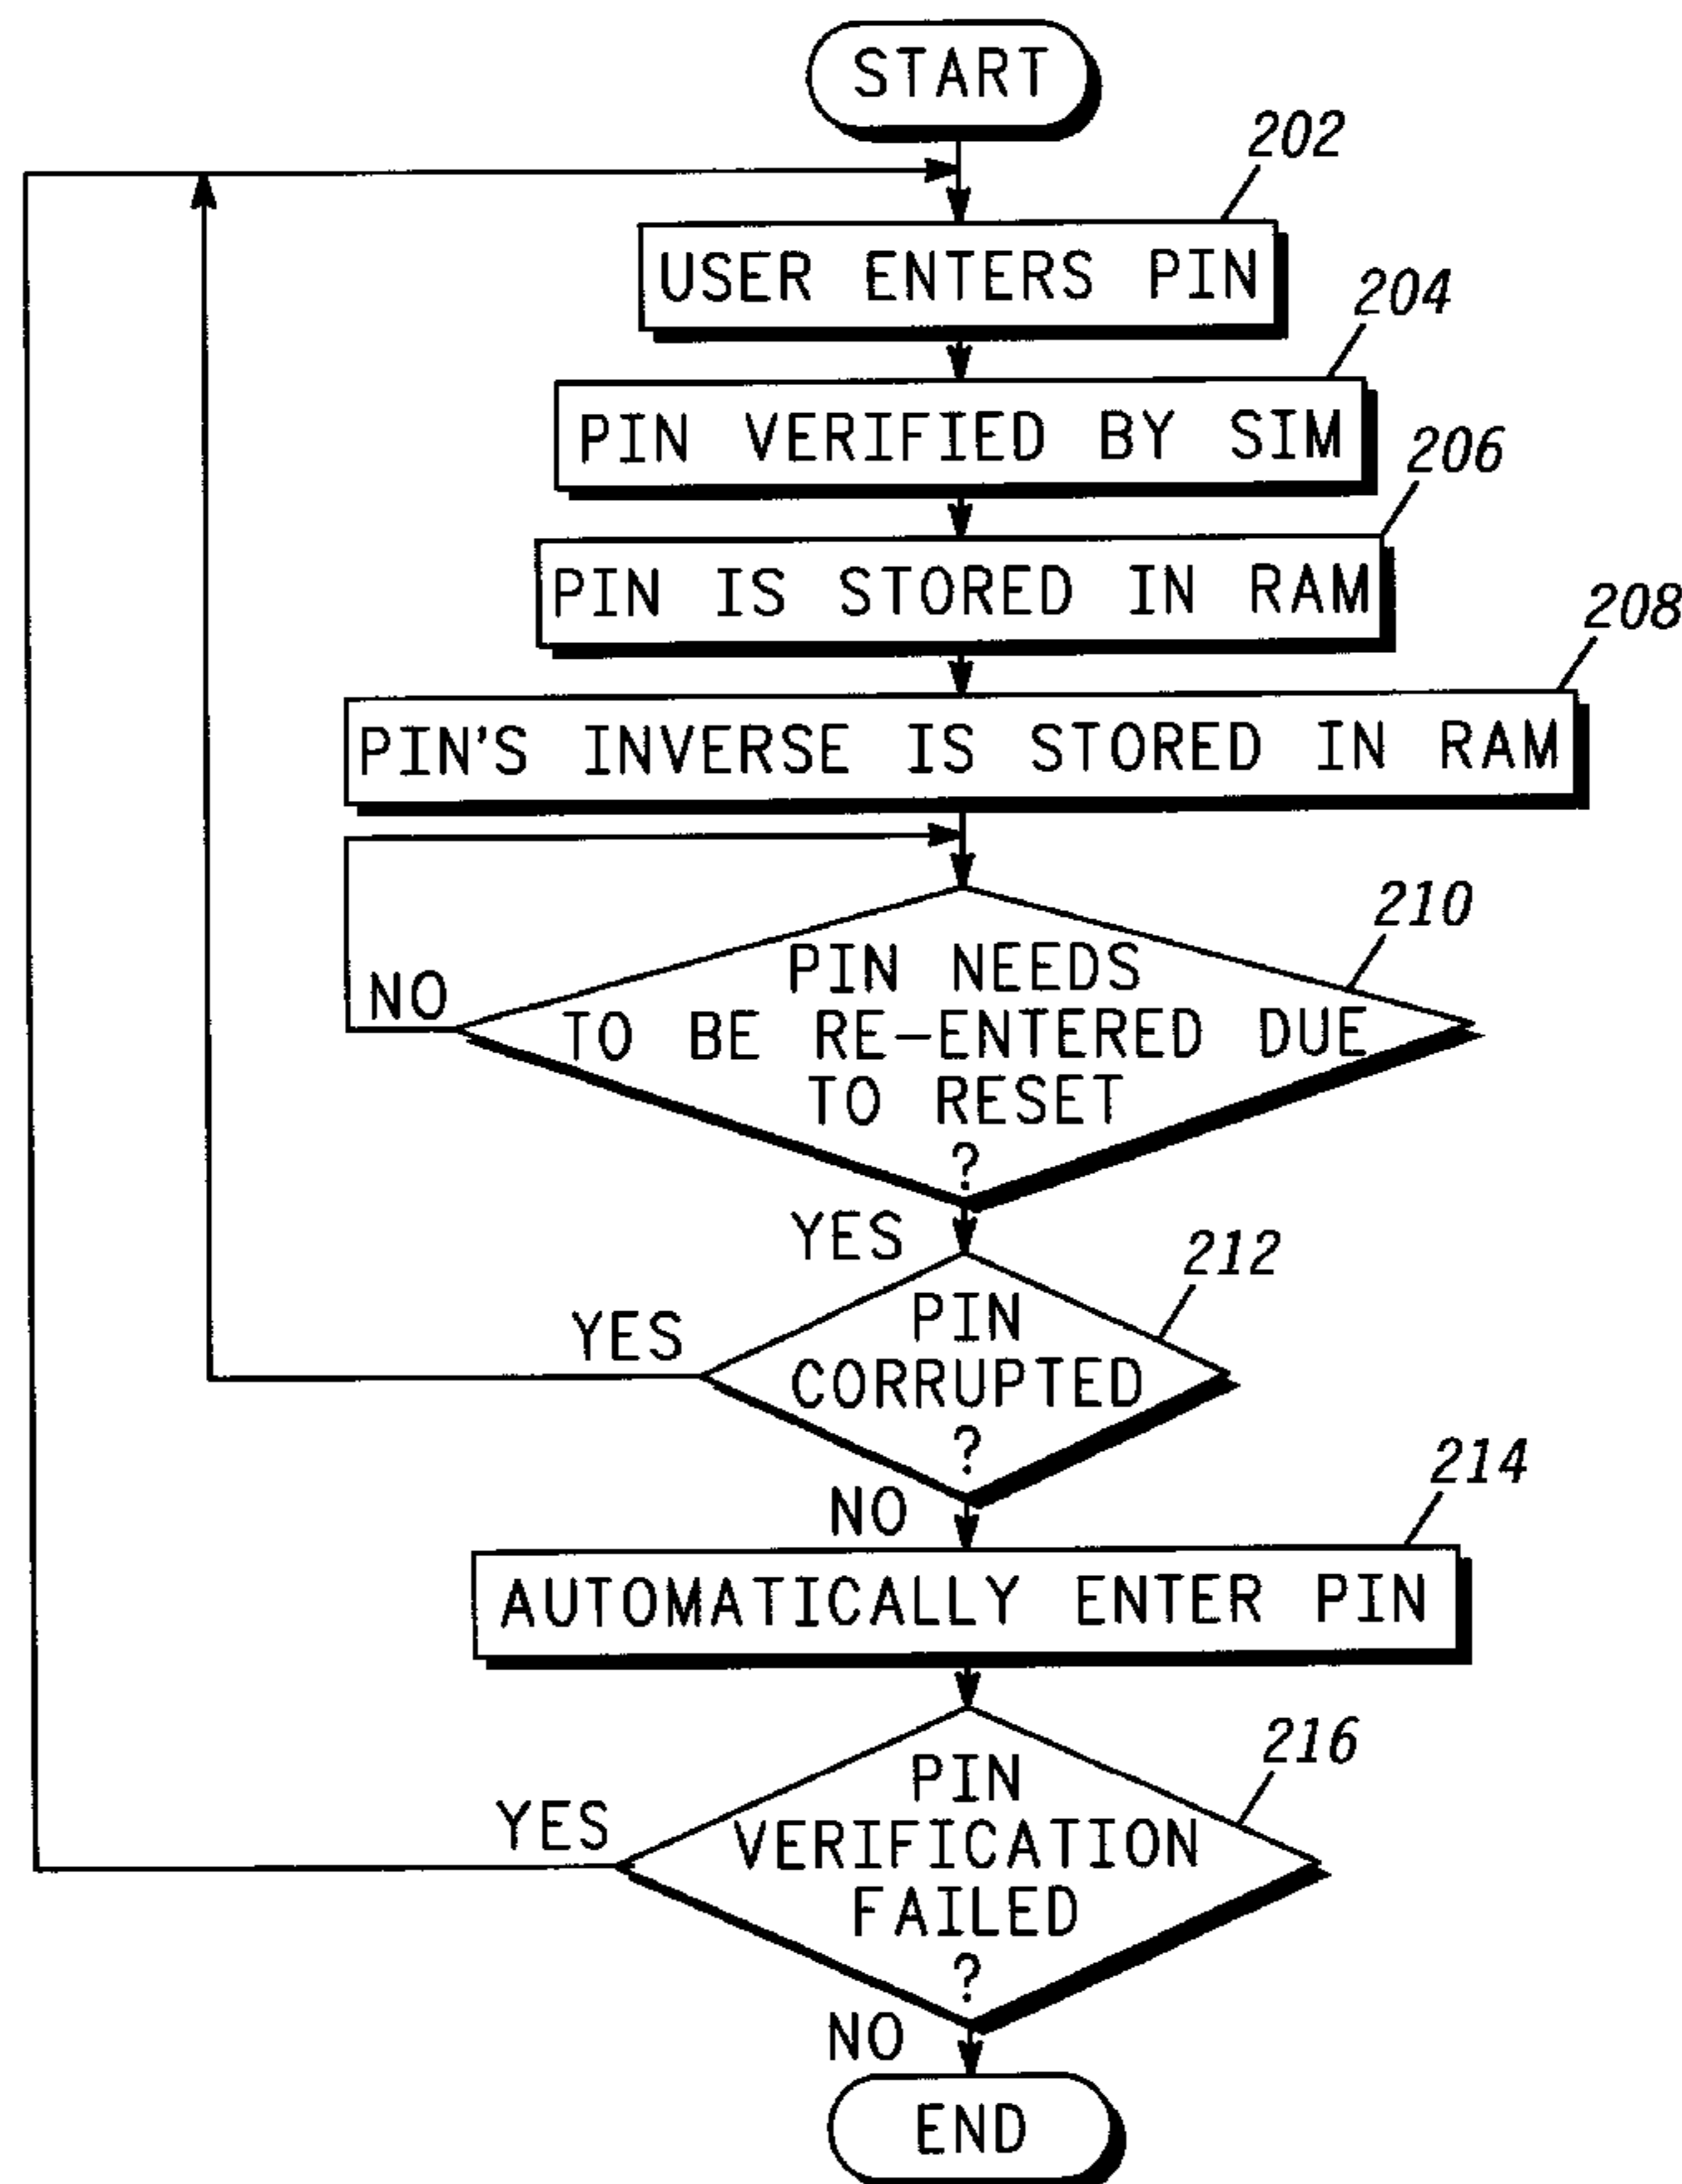 START
202
USER ENTERS PIN
204
PIN VERIFIED BY SIM
206
PIN IS STORED IN RAM
208
PIN'S INVERSE IS STORED IN RAM
210
PIN NEEDS
TO BE RE-ENTERED DUE
TO RESET
?
NO
YES
212
PIN
CORRUPTED
?
YES
NO
214
AUTOMATICALLY ENTER PIN
216
PIN
VERIFICATION
FAILED
?
YES
NO
END